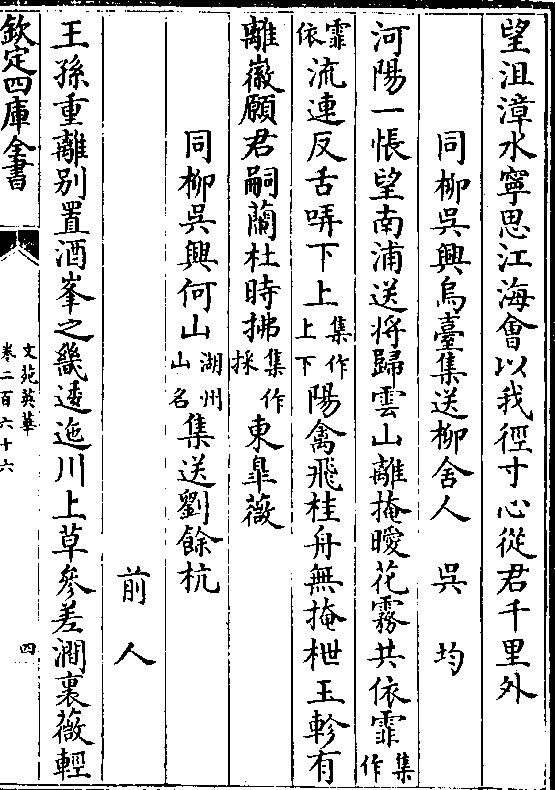 望沮漳水寧思江海會以我徑寸心從君千里外
同柳吳興烏臺集送柳舍人 吳均
河陽一悵望南浦送將歸雲山離掩曖花霧共依霏集作
霏依流連反舌哢下上集作上下陽禽飛桂舟無掩枻王軫有
離徽願君嗣蘭杜時拂集作採東臯薇
同柳吳興何山湖州山名集送劉餘杭
前人
王孫重離别置酒峯之畿逶迤川上草參差澗裏薇輕
欽定四庫全書
文苑英華
卷二百六十六
四